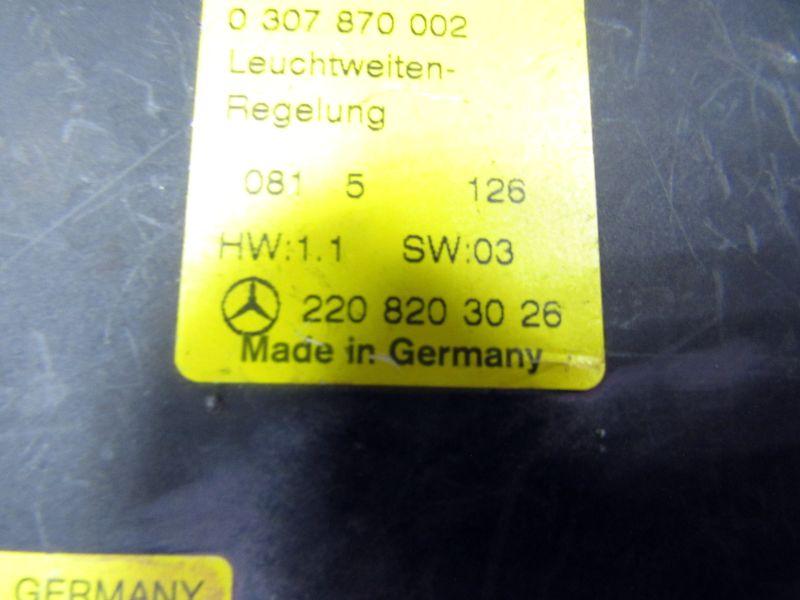 0 307 870 002
Leuchtweiten-
Regelung
081 5 126
HW:1.1 SW:03
220 820 30 26
Made in Germany
GERMANY